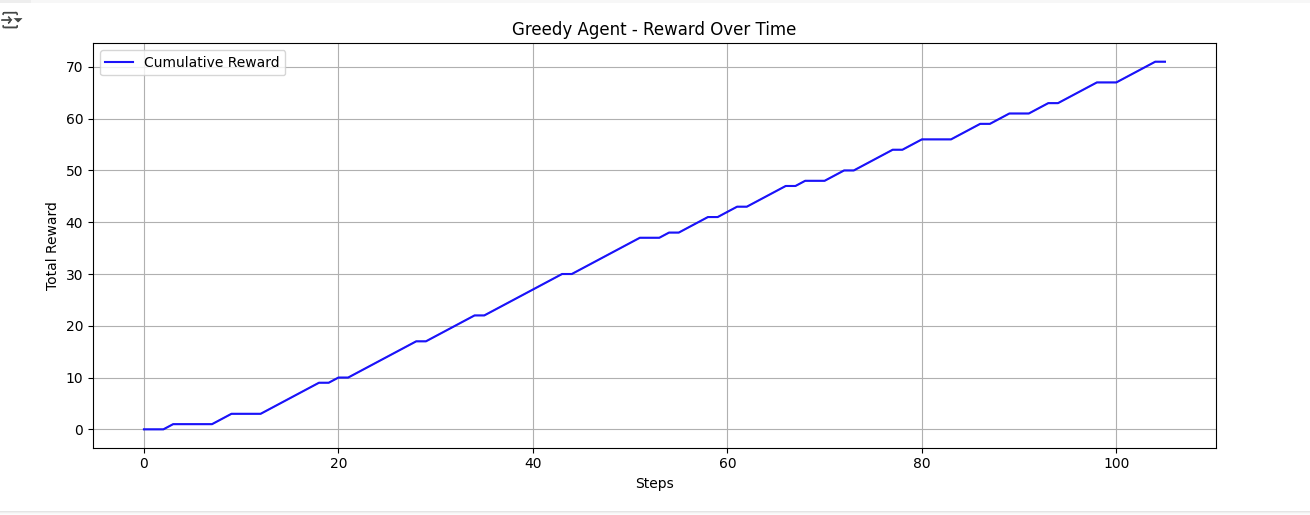 Greedy Agent - Reward Over Time
Cumulative Reward
Total Reward
70
60
50
40
30
20
10
0
0 20 40 60 80 100
Steps